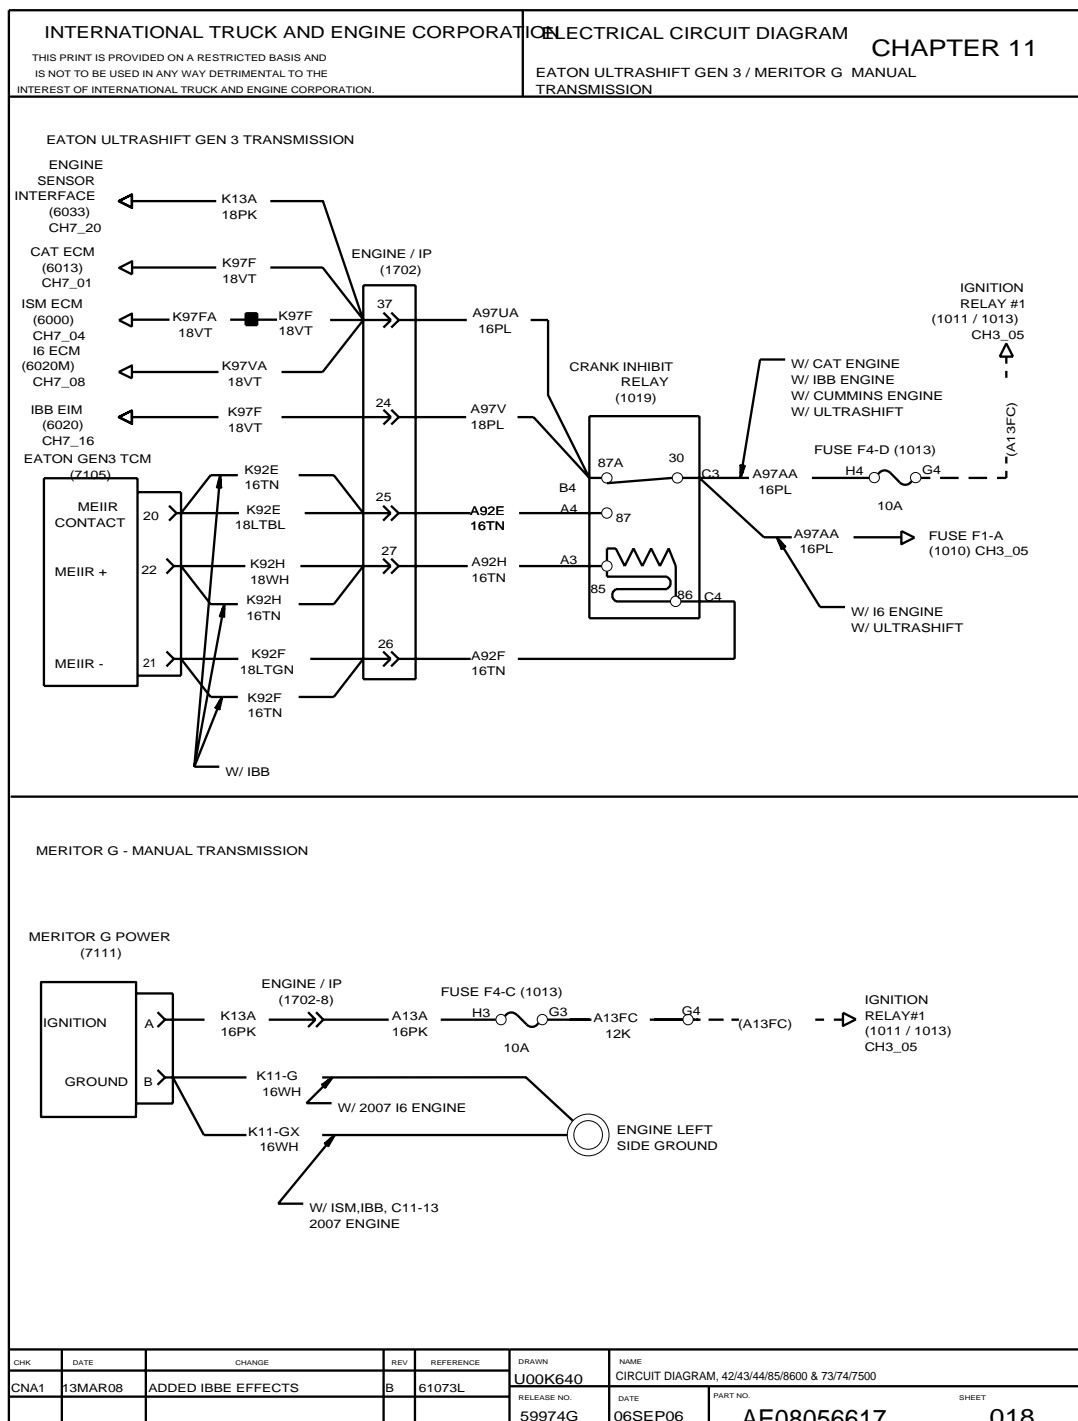 INTERNATIONAL TRUCK AND ENGINE CORPORATION
THIS PRINT IS PROVIDED ON A RESTRICTED BASIS AND
IS NOT TO BE USED IN ANY WAY DETRIMENTAL TO THE
INTEREST OF INTERNATIONAL TRUCK AND ENGINE CORPORATION.
ELECTRICAL CIRCUIT DIAGRAM
CHAPTER 11
EATON ULTRASHIFT GEN 3 / MERITOR G MANUAL
TRANSMISSION
EATON ULTRASHIFT GEN 3 TRANSMISSION
ENGINE
SENSOR
INTERFACE
(6033)
CH7_20
K13A
18PK
CAT ECM
(6013)
CH7_01
K97F
18VT
ENGINE / IP
(1702)
ISM ECM
(6000)
CH7_04
K97FA
18VT
K97F
18VT
37
A97UA
16PL
I6 ECM
(6020M)
CH7_08
K97VA
18VT
IBB EIM
(6020)
CH7_16
K97F
18VT
24
A97V
18PL
CRANK INHIBIT
RELAY
(1019)
87A
30
B4
C3
A4
87
A3
85
86
C4
IGNITION
RELAY #1
(1011 / 1013)
CH3_05
(A13FC)
W/ CAT ENGINE
W/ IBB ENGINE
W/ CUMMINS ENGINE
W/ ULTRASHIFT
FUSE F4-D (1013)
A97AA
16PL
H4
G4
10A
A97AA
16PL
FUSE F1-A
(1010) CH3_05
W/ I6 ENGINE
W/ ULTRASHIFT
EATON GEN3 TCM
(7105)
MEIIR
CONTACT
20
K92E
16TN
K92E
18LTBL
25
A92E
16TN
MEIIR +
22
K92H
18WH
K92H
16TN
27
A92H
16TN
MEIIR -
21
K92F
18LTGN
K92F
16TN
26
A92F
16TN
W/ IBB
MERITOR G - MANUAL TRANSMISSION
MERITOR G POWER
(7111)
IGNITION
A
K13A
16PK
ENGINE / IP
(1702-8)
A13A
16PK
FUSE F4-C (1013)
H3
G3
10A
A13FC
12K
G4
(A13FC)
IGNITION
RELAY#1
(1011 / 1013)
CH3_05
GROUND
B
K11-G
16WH
W/ 2007 I6 ENGINE
K11-GX
16WH
ENGINE LEFT
SIDE GROUND
W/ ISM,IBB, C11-13
2007 ENGINE
CHK DATE CHANGE REV REFERENCE
CNA1 13MAR08 ADDED IBBE EFFECTS B 61073L
DRAWN
U00K640
NAME
CIRCUIT DIAGRAM, 42/43/44/85/8600 & 73/74/7500
RELEASE NO.
59974G
DATE
06SEP06
PART NO.
AE08056617
SHEET
018